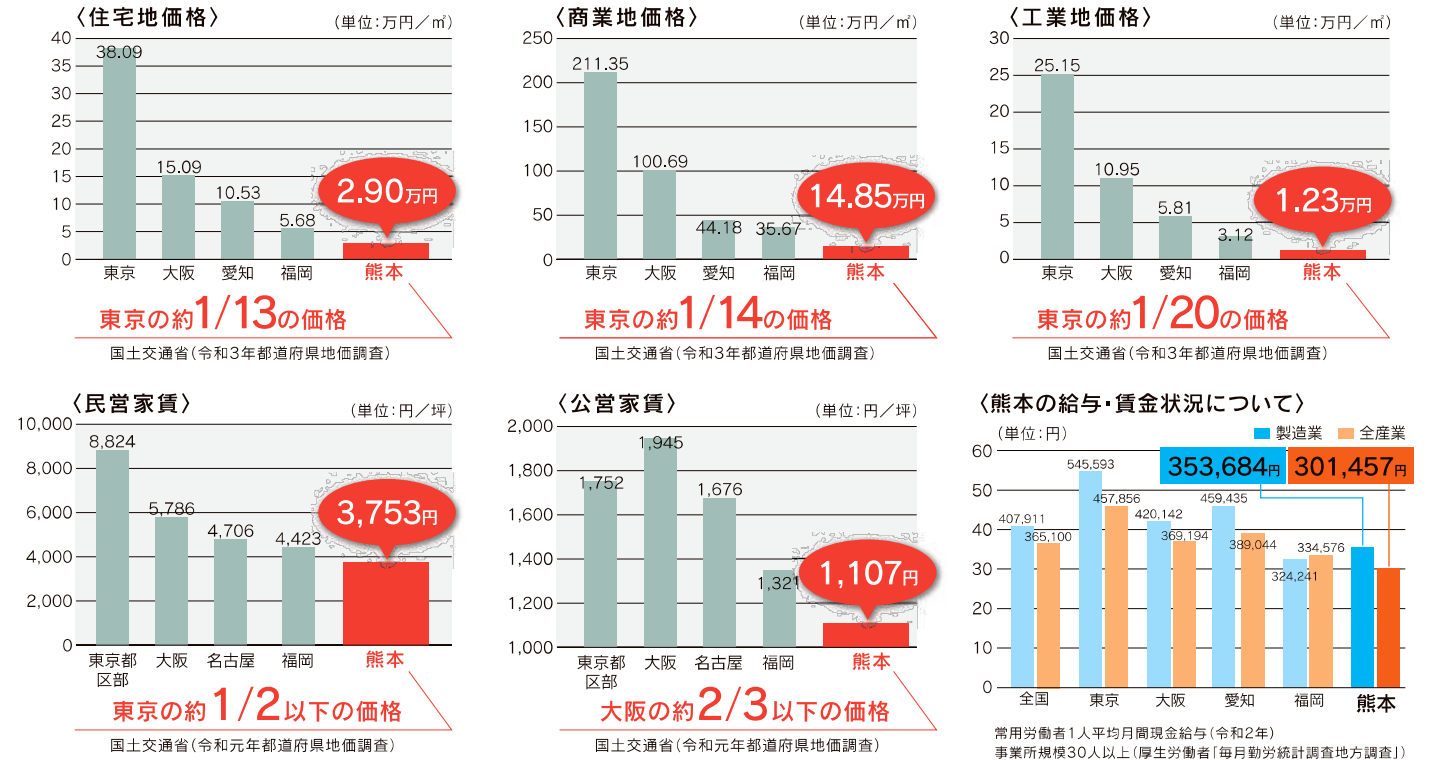 〈住宅地価格〉
（単位：万円／㎡）
40
35
30
25
20
15
10
5
0
38.09
15.09
10.53
5.68
2.90万円
東京
大阪
愛知
福岡
熊本
東京の約1/13の価格
国土交通省（令和3年都道府県地価調査）
〈商業地価格〉
（単位：万円／㎡）
250
200
150
100
50
0
211.35
100.69
44.18
35.67
14.85万円
東京
大阪
愛知
福岡
熊本
東京の約1/14の価格
国土交通省（令和3年都道府県地価調査）
〈工業地価格〉
（単位：万円／㎡）
30
25
20
15
10
5
0
25.15
10.95
5.81
3.12
1.23万円
東京
大阪
愛知
福岡
熊本
東京の約1/20の価格
国土交通省（令和3年都道府県地価調査）
〈民営家賃〉
（単位：円／坪）
10,000
8,000
6,000
4,000
2,000
0
8,824
5,786
4,706
4,423
3,753円
東京都
区部
大阪
名古屋
福岡
熊本
東京の約1/2以下の価格
国土交通省（令和元年都道府県地価調査）
〈公営家賃〉
（単位：円／坪）
2,000
1,800
1,600
1,400
1,200
1,000
1,752
1,945
1,676
1,321
1,107円
東京都
区部
大阪
名古屋
福岡
熊本
大阪の約2/3以下の価格
国土交通省（令和元年都道府県地価調査）
〈熊本の給与・賃金状況について〉
（単位：円）
製造業
全産業
60
50
40
30
20
10
0
407,911
365,100
545,593
457,856
420,142
369,194
459,435
389,044
324,241
334,576
353,684円
301,457円
全国
東京
大阪
愛知
福岡
熊本
常用労働者1人平均月間現金給与（令和2年）
事業所規模30人以上（厚生労働者「毎月勤労統計調査地方調査」）